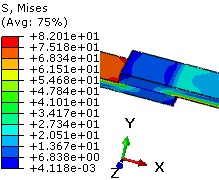 S, Mises
(Avg: 75%)
+8.201e+01
+7.518e+01
+6.834e+01
+6.151e+01
+5.468e+01
+4.784e+01
+4.101e+01
+3.417e+01
+2.734e+01
+2.051e+01
+1.367e+01
+6.838e+00
+4.118e-03
Y
X
Z